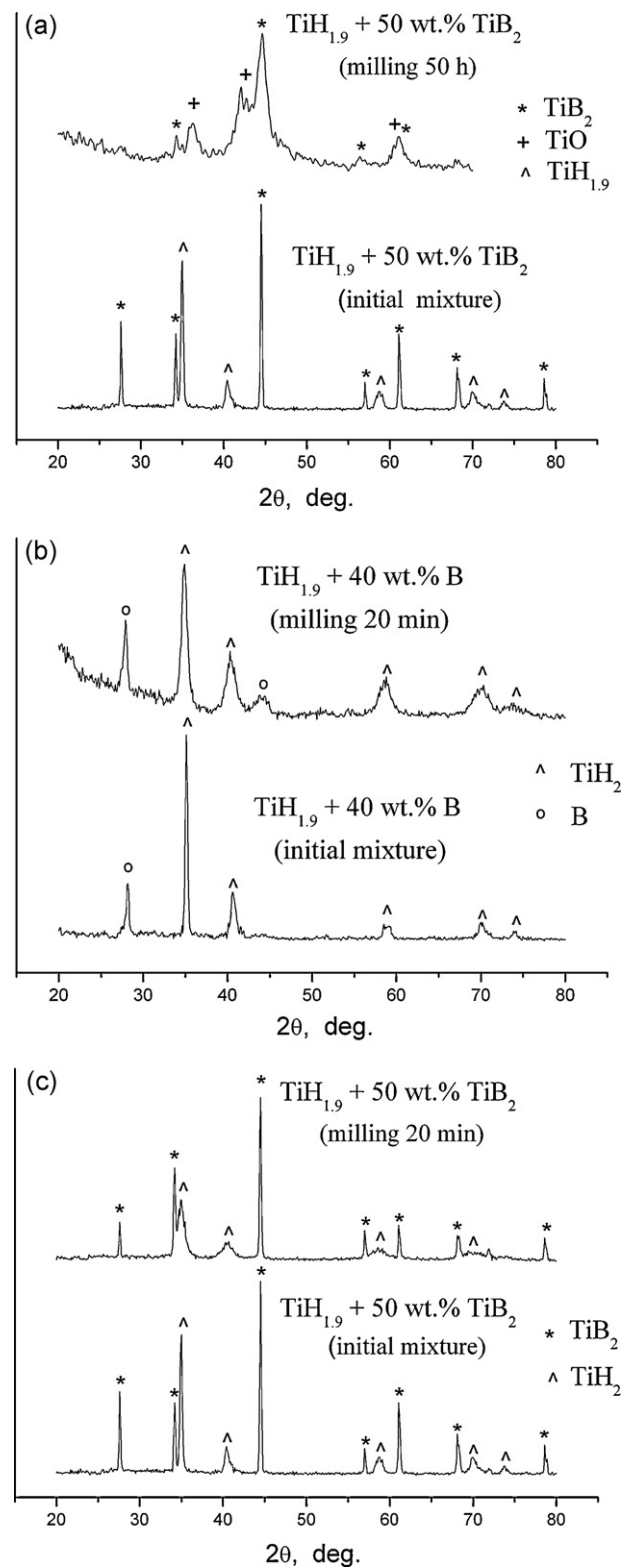 (a)
TiH₁.₉ + 50 wt.% TiB₂
(milling 50 h)
* TiB₂
+ TiO
^ TiH₁.₉
* + + * * + *
TiH₁.₉ + 50 wt.% TiB₂
(initial mixture)
* * ^ ^ * * ^ * * ^ ^ *
20 30 40 50 60 70 80
2θ, deg.
(b)
TiH₁.₉ + 40 wt.% B
(milling 20 min)
o ^ ^ o ^ ^ ^
^ TiH₂
o B
TiH₁.₉ + 40 wt.% B
(initial mixture)
o ^ ^ ^ ^ ^
20 30 40 50 60 70 80
2θ, deg.
(c)
TiH₁.₉ + 50 wt.% TiB₂
(milling 20 min)
* * ^ ^ * * ^ * * ^ *
TiH₁.₉ + 50 wt.% TiB₂
(initial mixture)
* TiB₂
^ TiH₂
* * ^ ^ * * ^ * * ^ ^ *
20 30 40 50 60 70 80
2θ, deg.